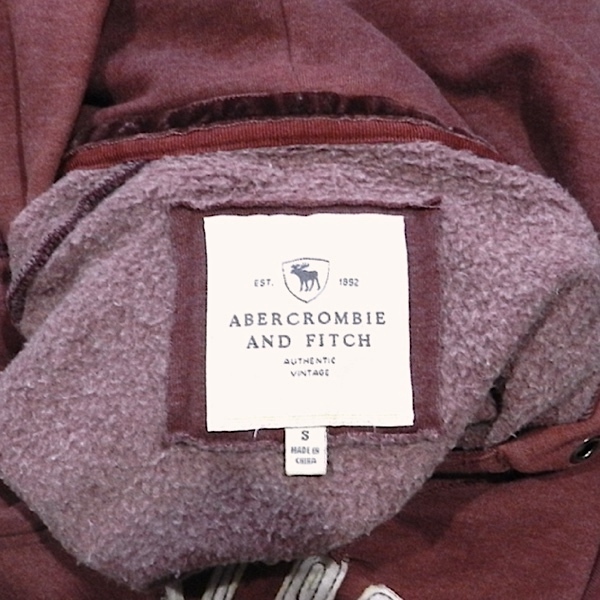 EST. 1892
ABERCROMBIE
AND FITCH
AUTHENTIC
VINTAGE
S
MADE IN
CHINA